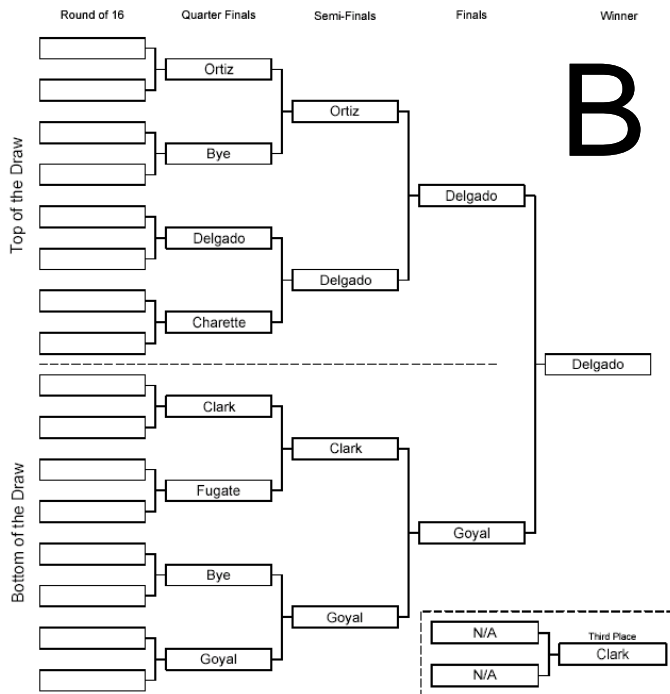 Round of 16 Quarter Finals Semi-Finals Finals Winner
B
Top of the Draw
Ortiz
Ortiz
Bye
Delgado
Delgado
Delgado
Charette
Delgado
Bottom of the Draw
Clark
Clark
Fugate
Goyal
Bye
Goyal
Goyal
N/A
Third Place
Clark
N/A